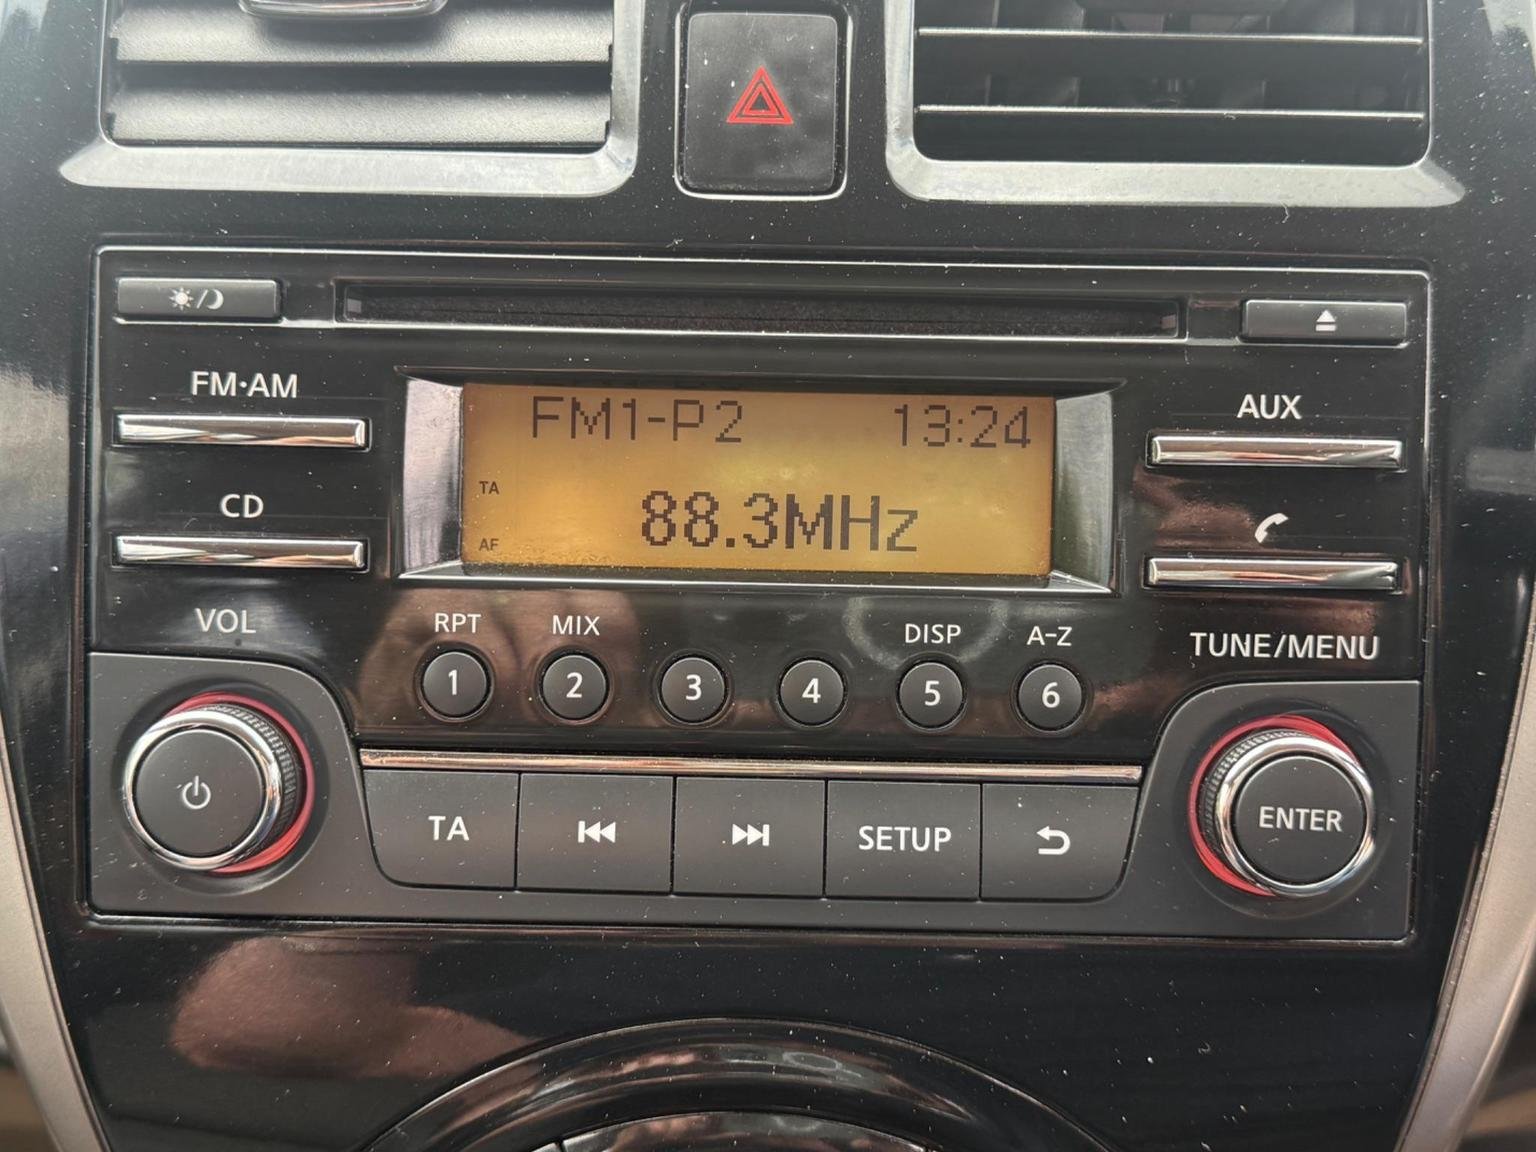 FM•AM
FM1-P2 13:24
AUX
TA
CD
88.3MHz
AF
VOL
RPT MIX DISP A-Z
TUNE/MENU
1 2 3 4 5 6
TA SETUP ENTER